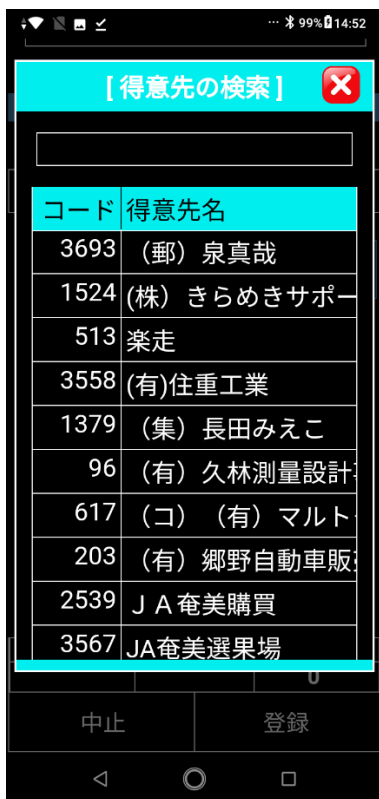 … 99% 14:52
[ 得意先の検索 ]
コード 得意先名
3693 （郵）泉真哉
1524 (株）きらめきサポー
513 楽走
3558 (有)住重工業
1379 （集）長田みえこ
96 （有）久林測量設計
617 （コ）（有）マルト
203 （有）郷野自動車販
2539 ＪＡ奄美購買
3567 JA奄美選果場
0
中止 登録